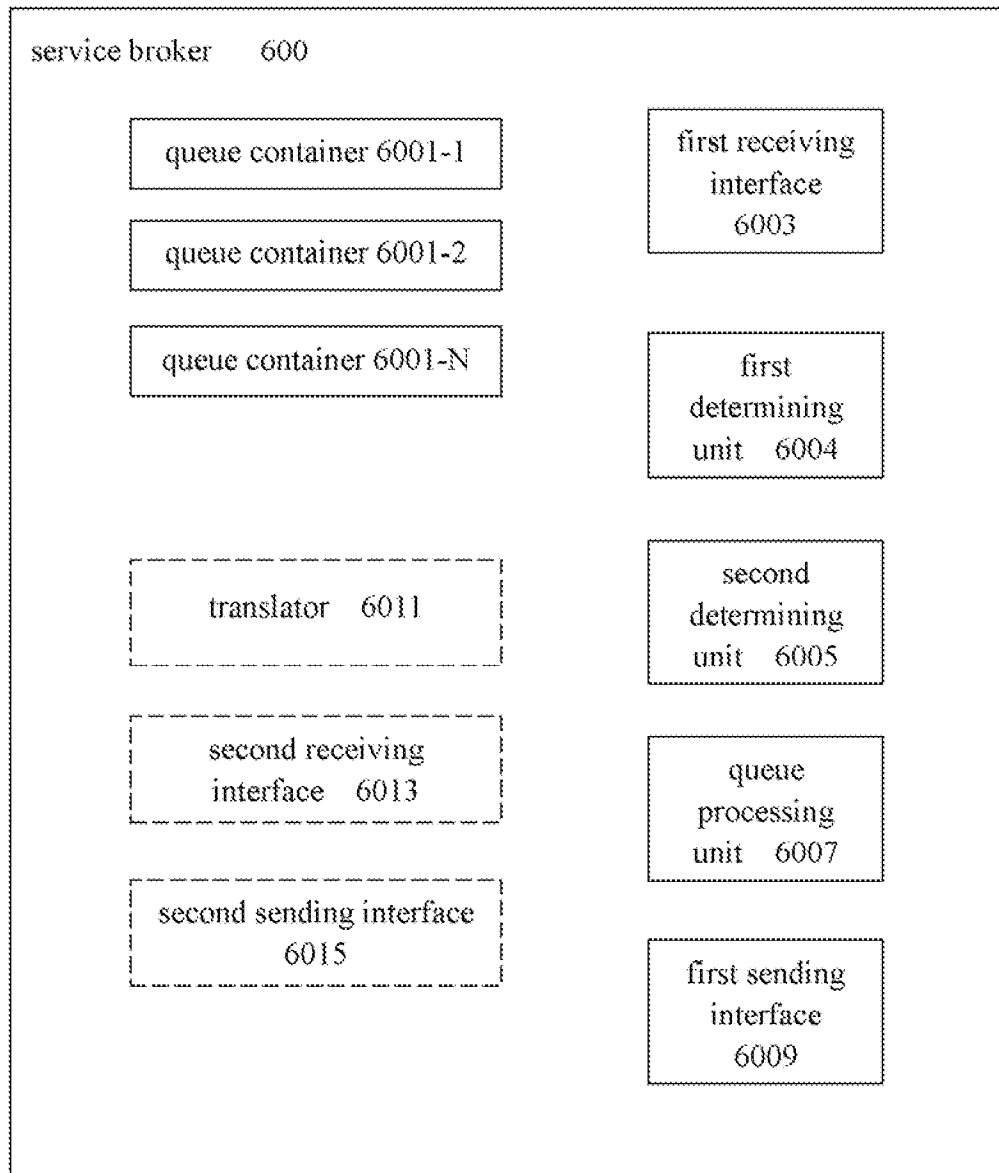 service broker 600
queue container 6001-1
queue container 6001-2
queue container 6001-N
translator 6011
second receiving
interface 6013
second sending interface
6015
first receiving
interface
6003
first
determining
unit 6004
second
determining
unit 6005
queue
processing
unit 6007
first sending
interface
6009